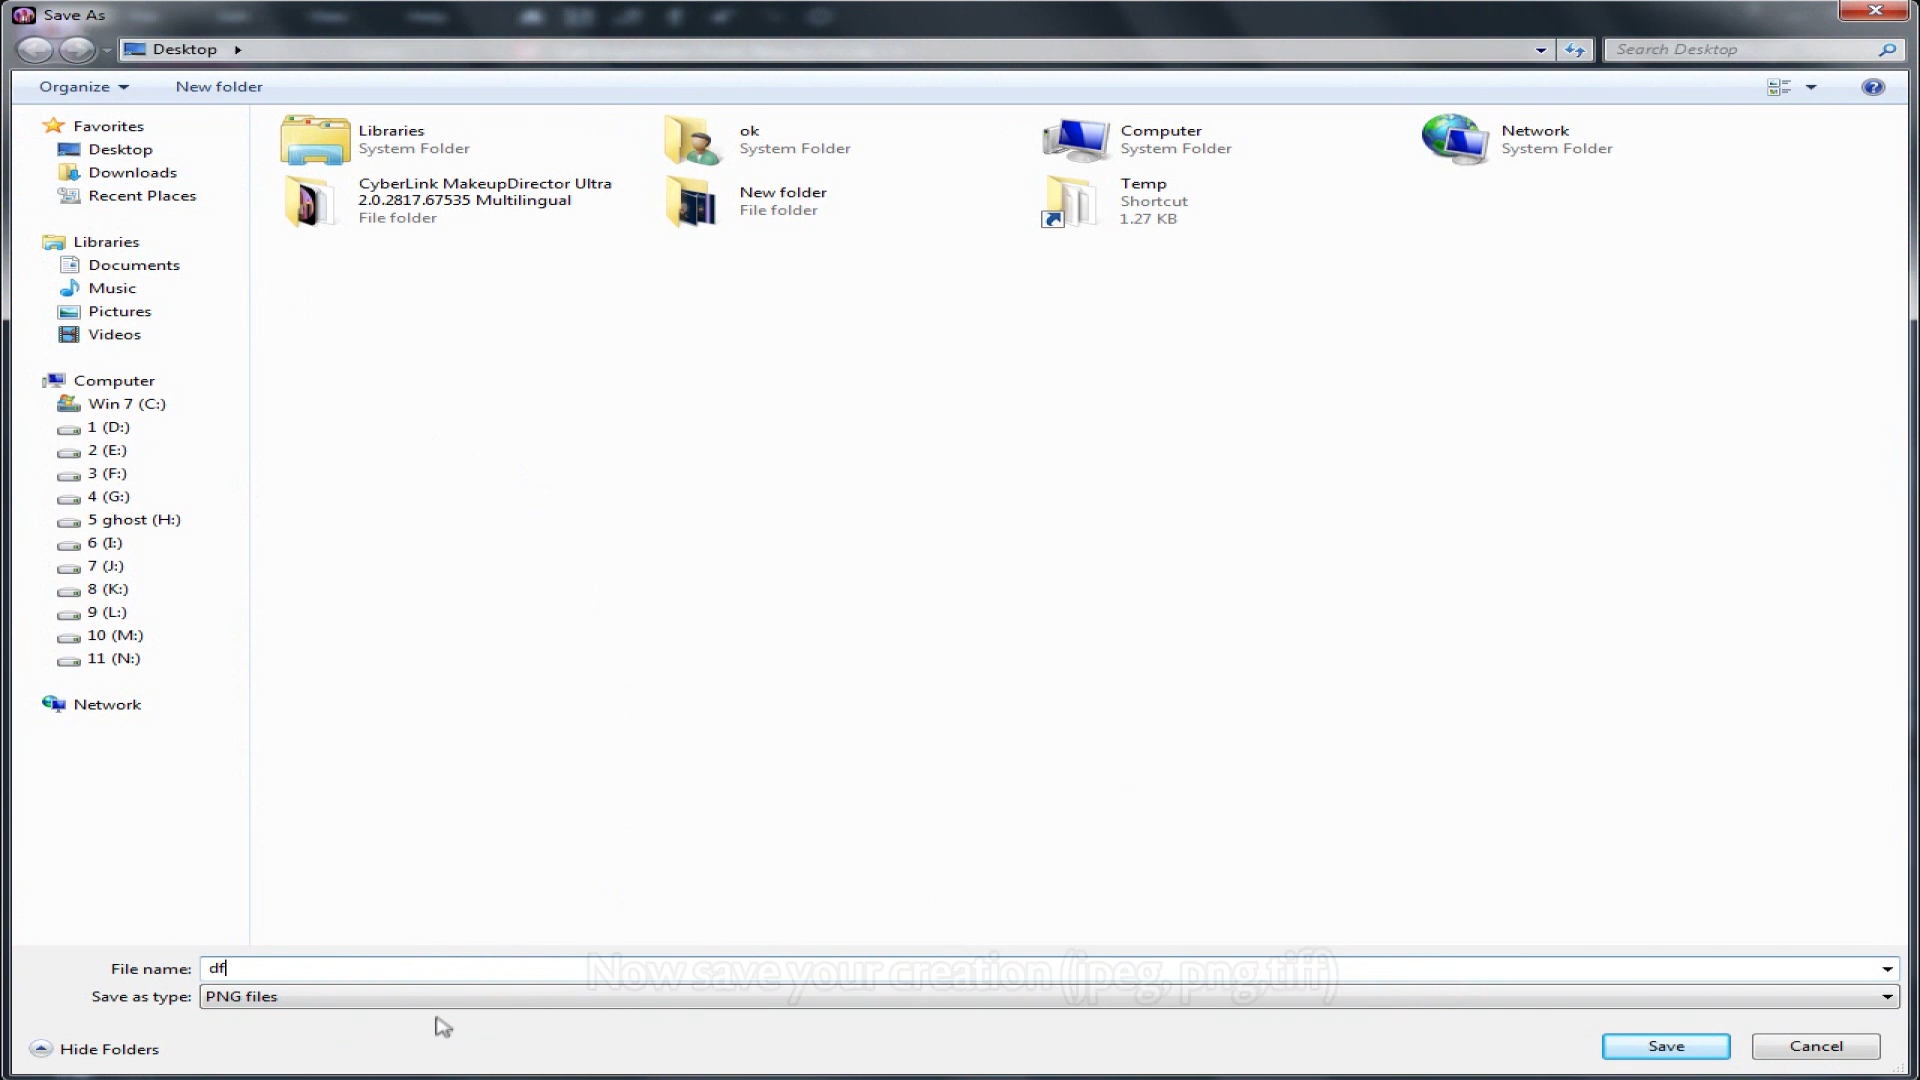 Save As
Desktop
Search Desktop
Organize
New folder
Favorites
Desktop
Downloads
Recent Places
Libraries
Documents
Music
Pictures
Videos
Computer
Win 7 (C:)
1 (D:)
2 (E:)
3 (F:)
4 (G:)
5 ghost (H:)
6 (I:)
7 (J:)
8 (K:)
9 (L:)
10 (M:)
11 (N:)
Network
Libraries
System Folder
ok
System Folder
Computer
System Folder
Network
System Folder
CyberLink MakeupDirector Ultra
2.0.2817.67535 Multilingual
File folder
New folder
File folder
Temp
Shortcut
1.27 KB
File name: df
Now save your creation (jpeg, png,tiff)
Save as type: PNG files
Hide Folders
Save
Cancel